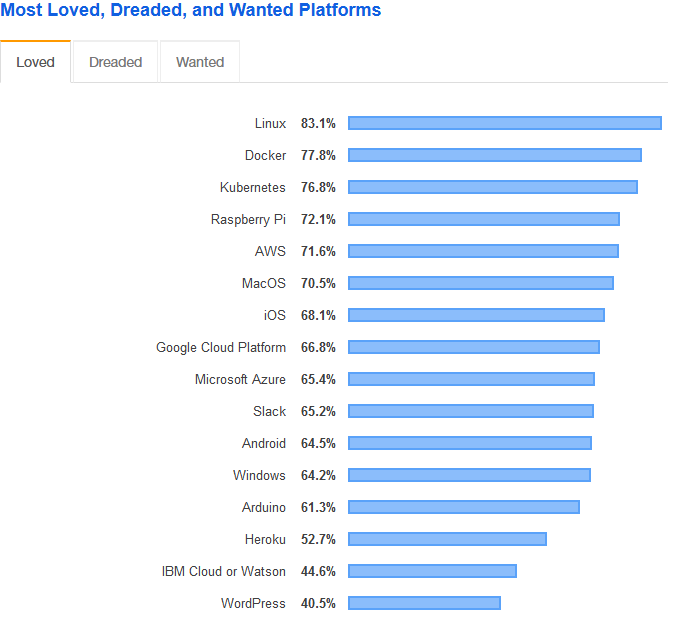 Most Loved, Dreaded, and Wanted Platforms
Loved Dreaded Wanted
Linux 83.1%
Docker 77.8%
Kubernetes 76.8%
Raspberry Pi 72.1%
AWS 71.6%
MacOS 70.5%
iOS 68.1%
Google Cloud Platform 66.8%
Microsoft Azure 65.4%
Slack 65.2%
Android 64.5%
Windows 64.2%
Arduino 61.3%
Heroku 52.7%
IBM Cloud or Watson 44.6%
WordPress 40.5%